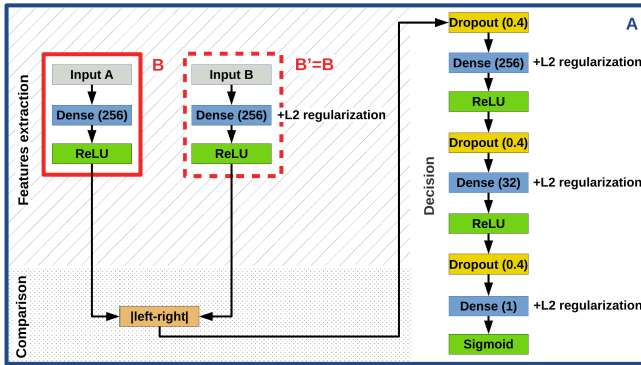 A
Features extraction
B
Input A
Dense (256)
ReLU
B'=B
Input B
Dense (256)
+L2 regularization
ReLU
Comparison
|left-right|
Decision
Dropout (0.4)
Dense (256)
+L2 regularization
ReLU
Dropout (0.4)
Dense (32)
+L2 regularization
ReLU
Dropout (0.4)
Dense (1)
+L2 regularization
Sigmoid